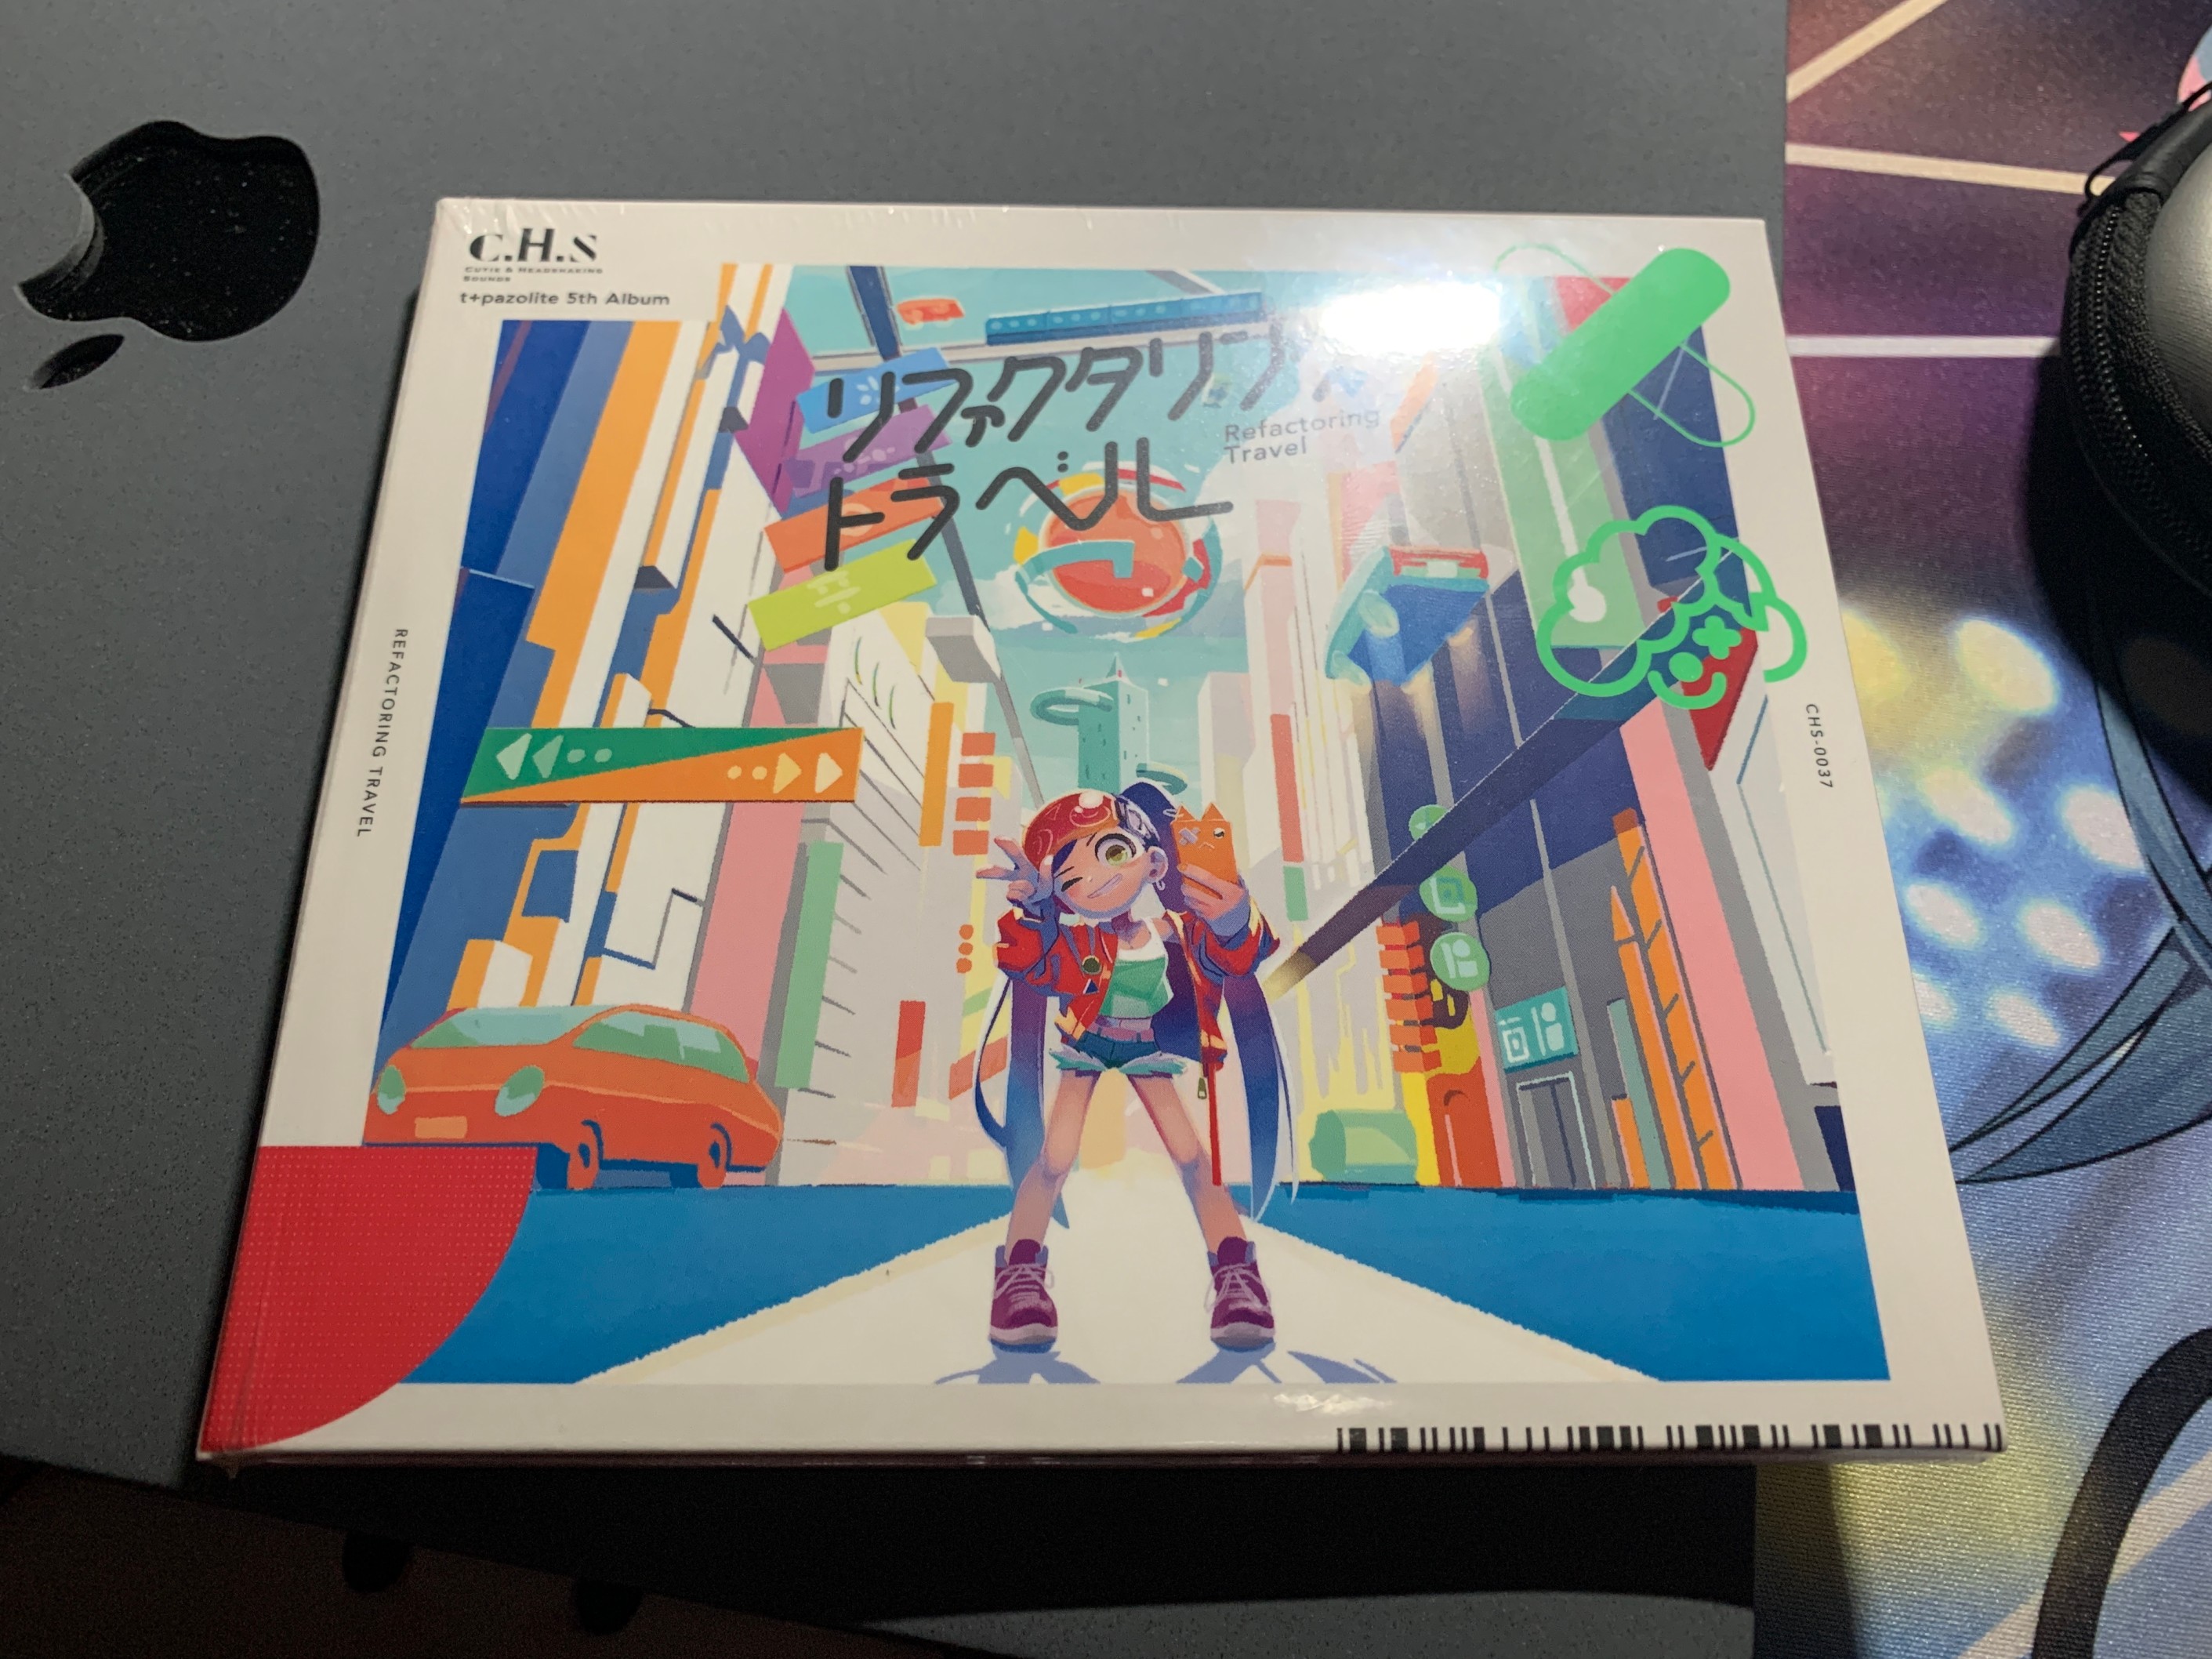 C.H.S
CUTIE & HEADSHAKING
SOUNDS
t+pazolite 5th Album
リファクタリング
トラベル
Refactoring
Travel
REFACTORING TRAVEL
CHS-0037